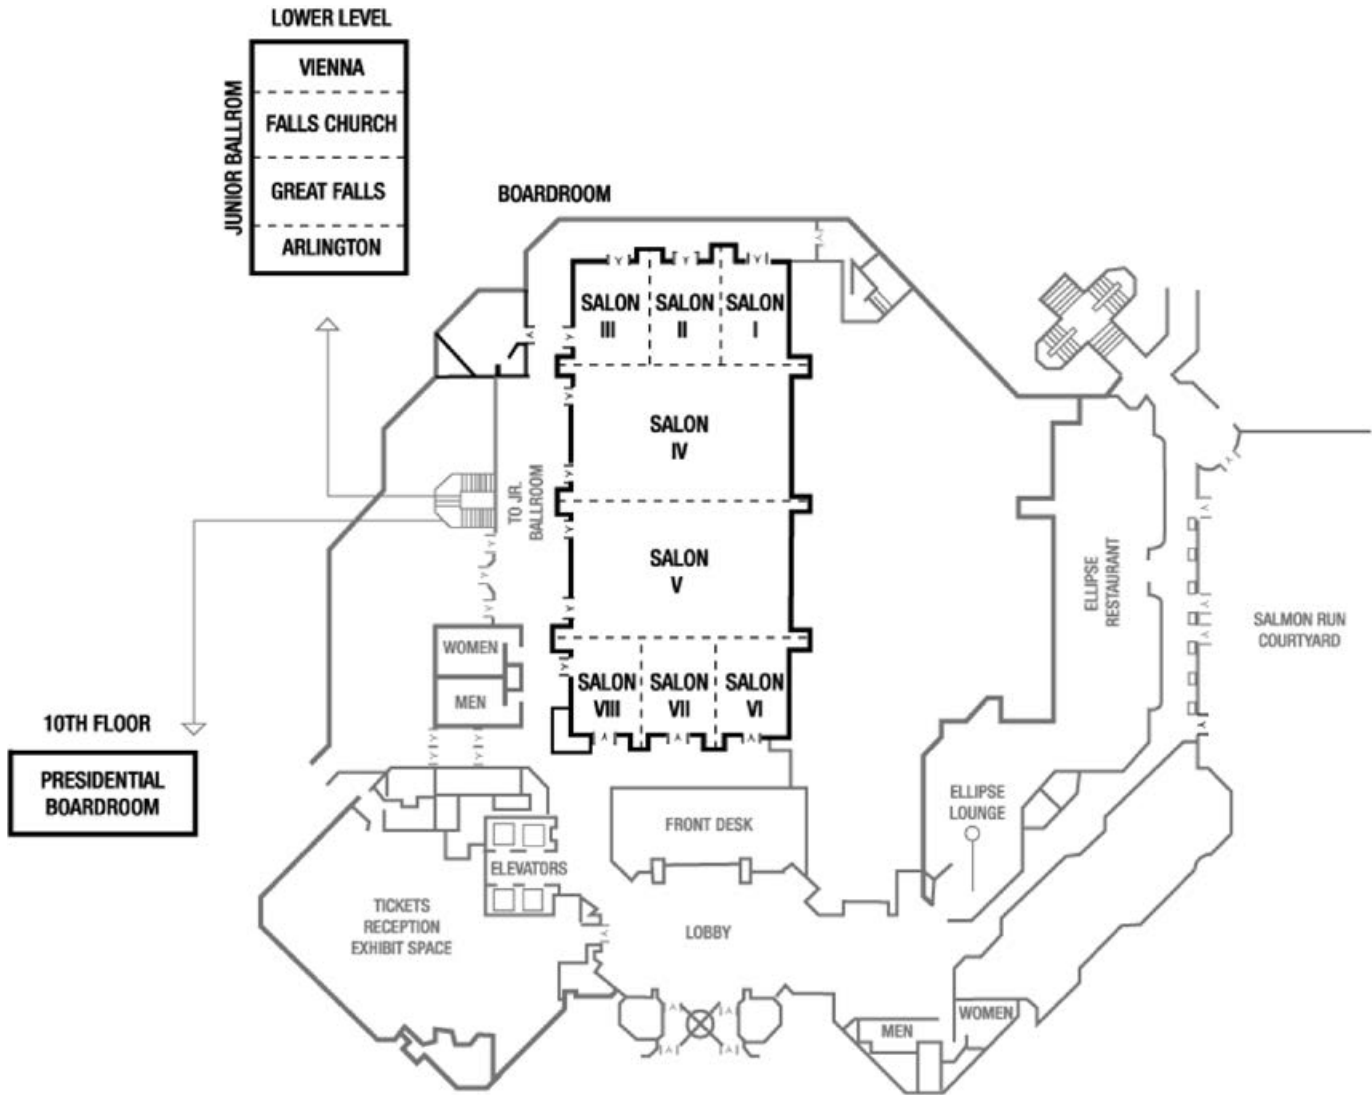 LOWER LEVEL
VIENNA
FALLS CHURCH
GREAT FALLS
ARLINGTON
JUNIOR BALLROM
BOARDROOM
SALON
III
SALON
II
SALON
I
SALON
IV
TO JR.
BALLROOM
SALON
V
ELLIPSE
RESTAURANT
SALMON RUN
COURTYARD
WOMEN
MEN
SALON
VIII
SALON
VII
SALON
VI
10TH FLOOR
PRESIDENTIAL
BOARDROOM
ELLIPSE
LOUNGE
FRONT DESK
ELEVATORS
TICKETS
RECEPTION
EXHIBIT SPACE
LOBBY
WOMEN
MEN